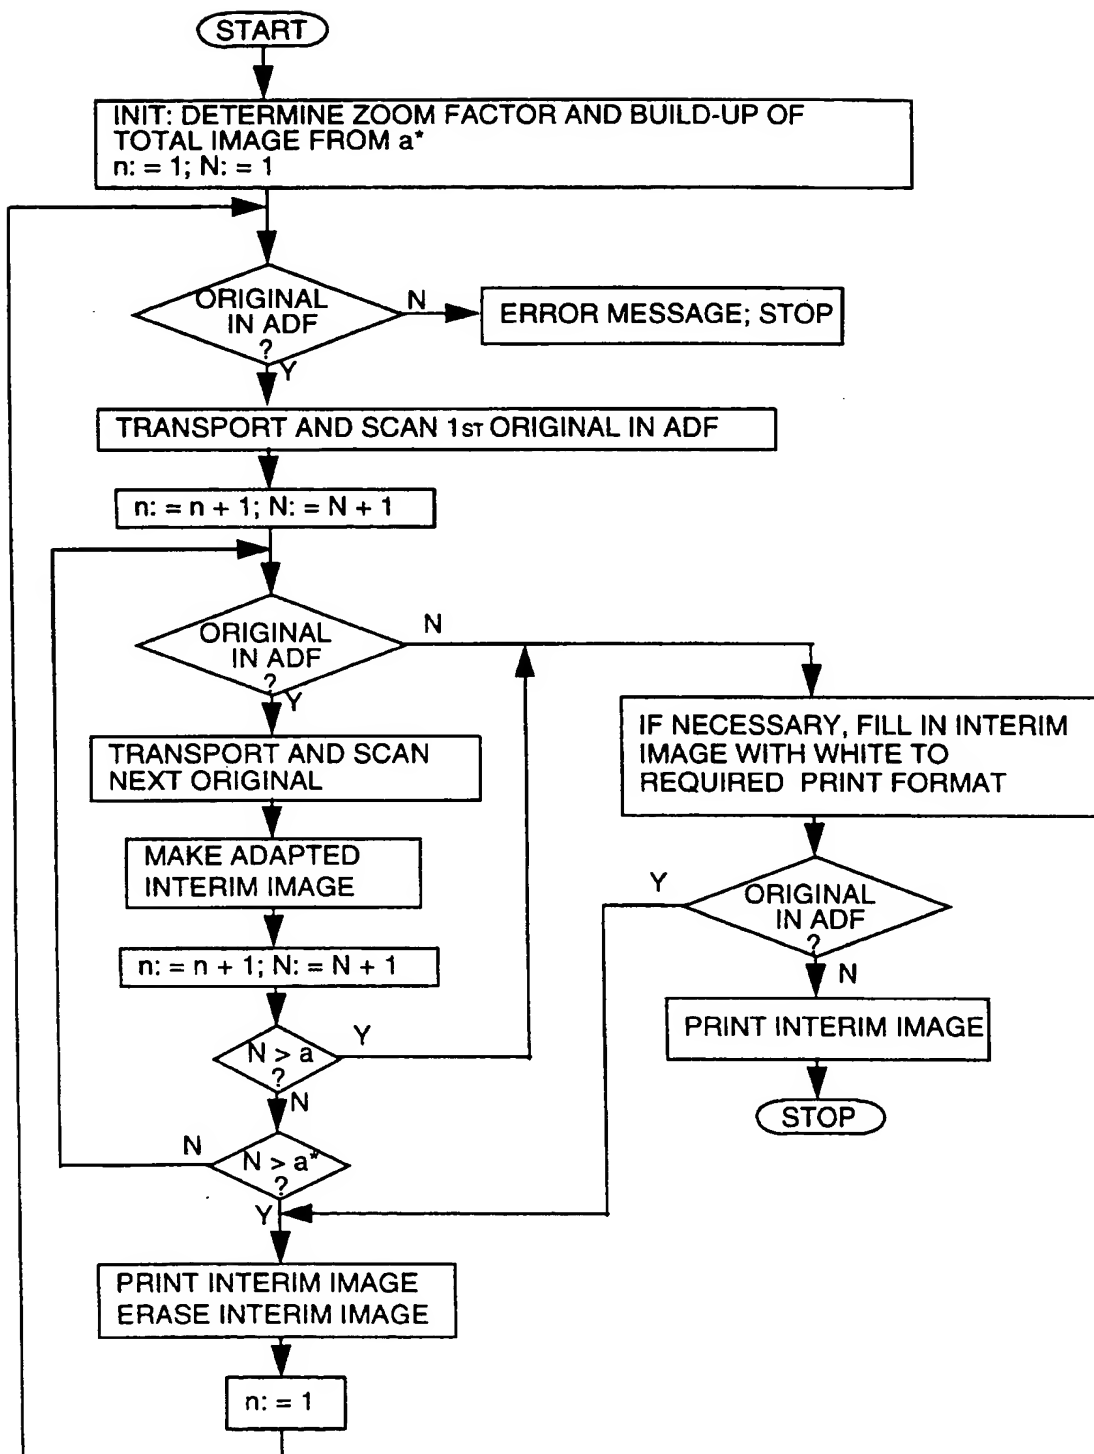 START
INIT: DETERMINE ZOOM FACTOR AND BUILD-UP OF
TOTAL IMAGE FROM a*
n: = 1; N: = 1
ORIGINAL
IN ADF
?
N
Y
ERROR MESSAGE; STOP
TRANSPORT AND SCAN 1ST ORIGINAL IN ADF
n: = n + 1; N: = N + 1
ORIGINAL
IN ADF
?
N
Y
TRANSPORT AND SCAN
NEXT ORIGINAL
MAKE ADAPTED
INTERIM IMAGE
n: = n + 1; N: = N + 1
N > a
?
Y
N
N > a*
?
N
Y
IF NECESSARY, FILL IN INTERIM
IMAGE WITH WHITE TO
REQUIRED PRINT FORMAT
ORIGINAL
IN ADF
?
Y
N
PRINT INTERIM IMAGE
STOP
PRINT INTERIM IMAGE
ERASE INTERIM IMAGE
n: = 1